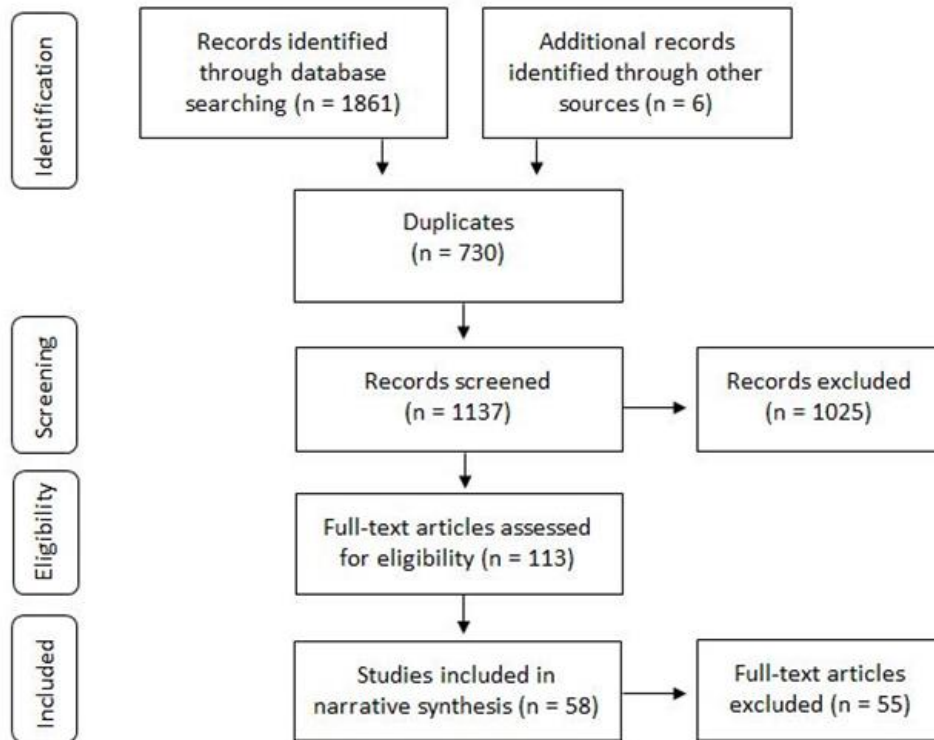 Identification
Records identified
through database
searching (n = 1861)
Additional records
identified through other
sources (n = 6)
Duplicates
(n = 730)
Screening
Records screened
(n = 1137)
Records excluded
(n = 1025)
Eligibility
Full-text articles assessed
for eligibility (n = 113)
Included
Studies included in
narrative synthesis (n = 58)
Full-text articles
excluded (n = 55)